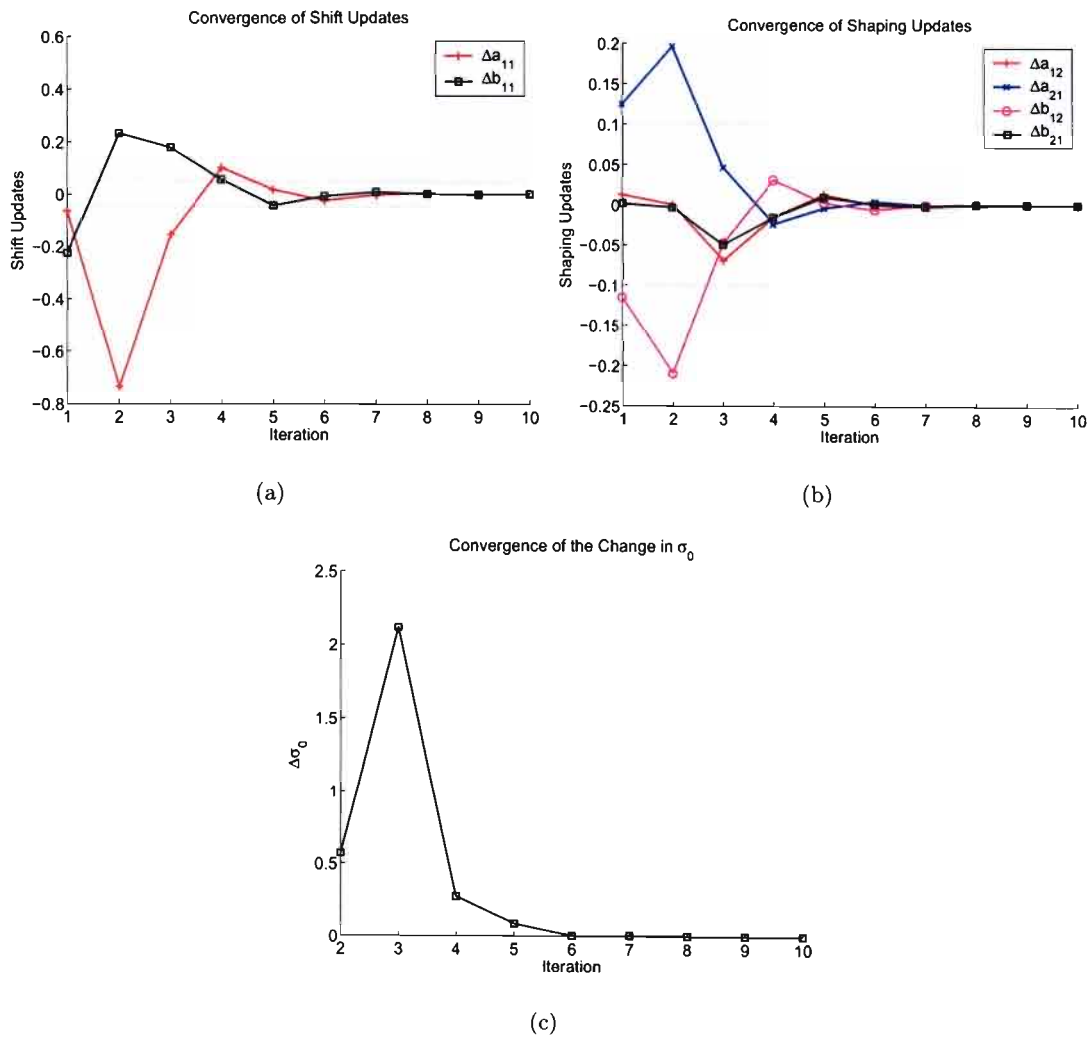 Convergence of Shift Updates
0.6
0.4
0.2
0
−0.2
−0.4
−0.6
−0.8
Shift Updates
Δa11
Δb11
1 2 3 4 5 6 7 8 9 10
Iteration
(a)
Convergence of Shaping Updates
0.2
0.15
0.1
0.05
0
−0.05
−0.1
−0.15
−0.2
−0.25
Shaping Updates
Δa12
Δa21
Δb12
Δb21
1 2 3 4 5 6 7 8 9 10
Iteration
(b)
Convergence of the Change in σ0
2.5
2
1.5
1
0.5
0
Δσ0
2 3 4 5 6 7 8 9 10
Iteration
(c)